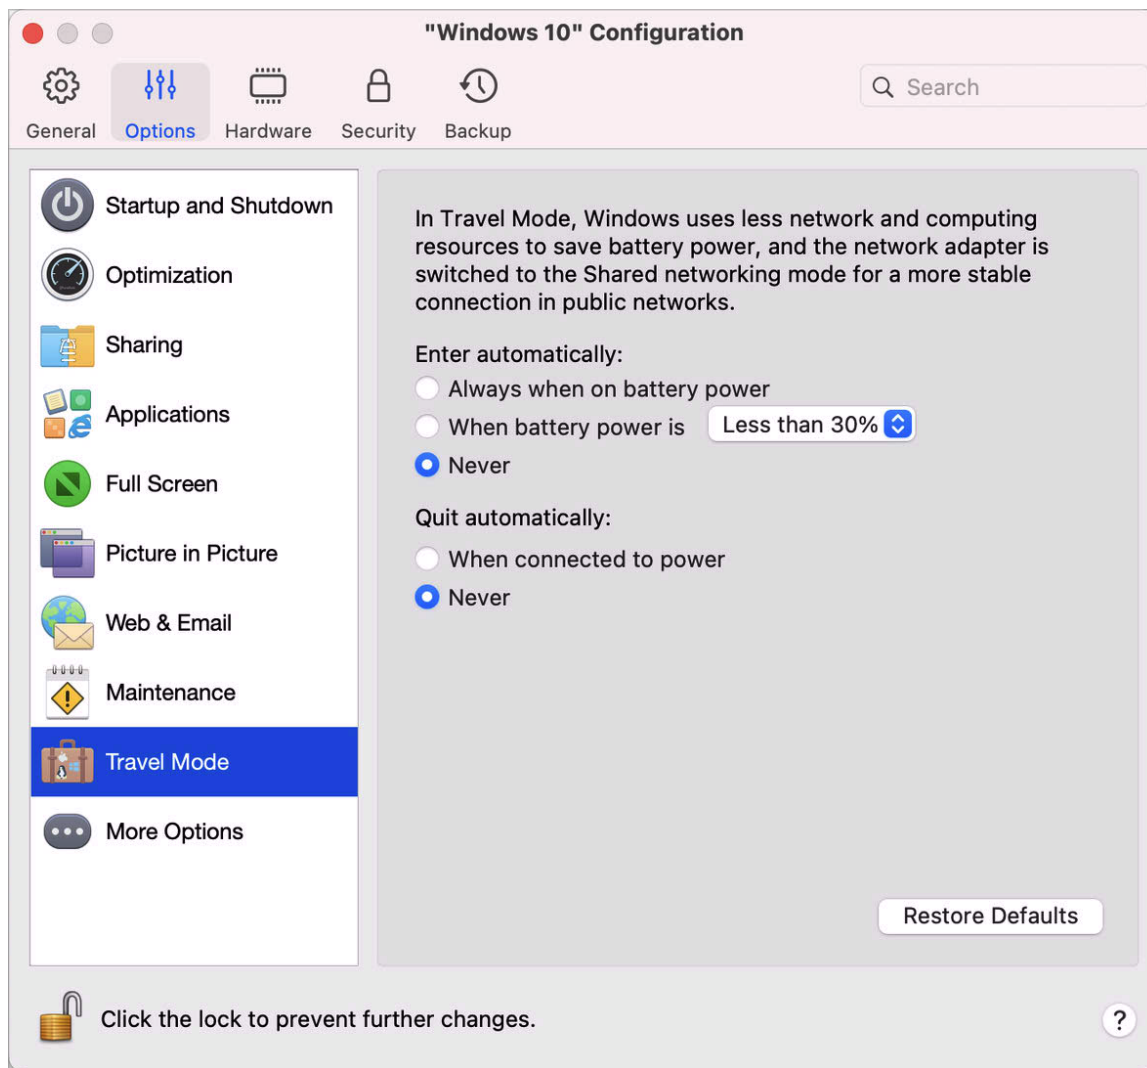 "Windows 10" Configuration
General
Options
Hardware
Security
Backup
Search
Startup and Shutdown
Optimization
Sharing
Applications
Full Screen
Picture in Picture
Web & Email
Maintenance
Travel Mode
More Options
In Travel Mode, Windows uses less network and computing
resources to save battery power, and the network adapter is
switched to the Shared networking mode for a more stable
connection in public networks.
Enter automatically:
Always when on battery power
When battery power is Less than 30%
Never
Quit automatically:
When connected to power
Never
Restore Defaults
Click the lock to prevent further changes.
?